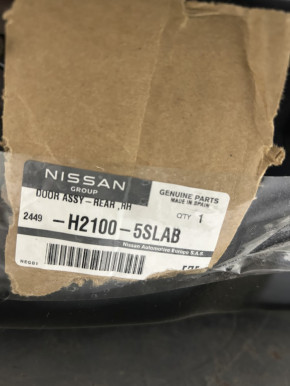 NISSAN
GROUP
GENUINE PARTS
MADE IN SPAIN
DOOR ASSY-REAR,RH
QTY 1
2449 -H2100-5SLAB
Nissan Automotive Europe S.A.S.